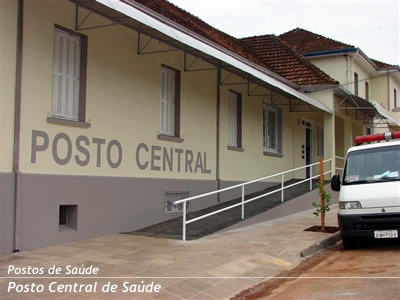 POSTO CENTRAL
Postos de Saúde
Posto Central de Saúde